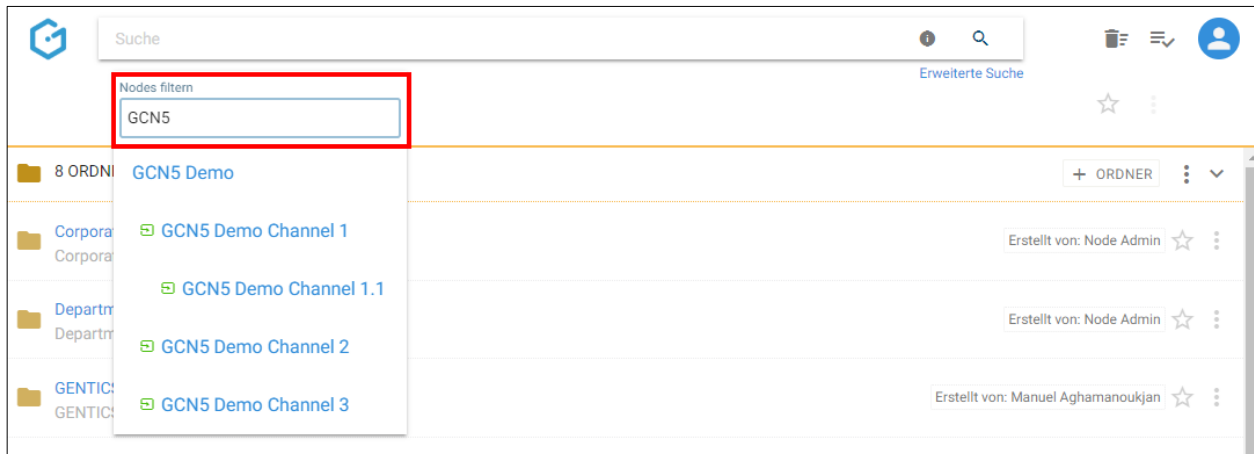 Suche
Erweiterte Suche
Nodes filtern
GCN5
8 ORDN
+ ORDNER
GCN5 Demo
GCN5 Demo Channel 1
GCN5 Demo Channel 1.1
GCN5 Demo Channel 2
GCN5 Demo Channel 3
Corpora
Corpora
Erstellt von: Node Admin
Departm
Departm
Erstellt von: Node Admin
GENTICS
GENTICS
Erstellt von: Manuel Aghamanoukjan